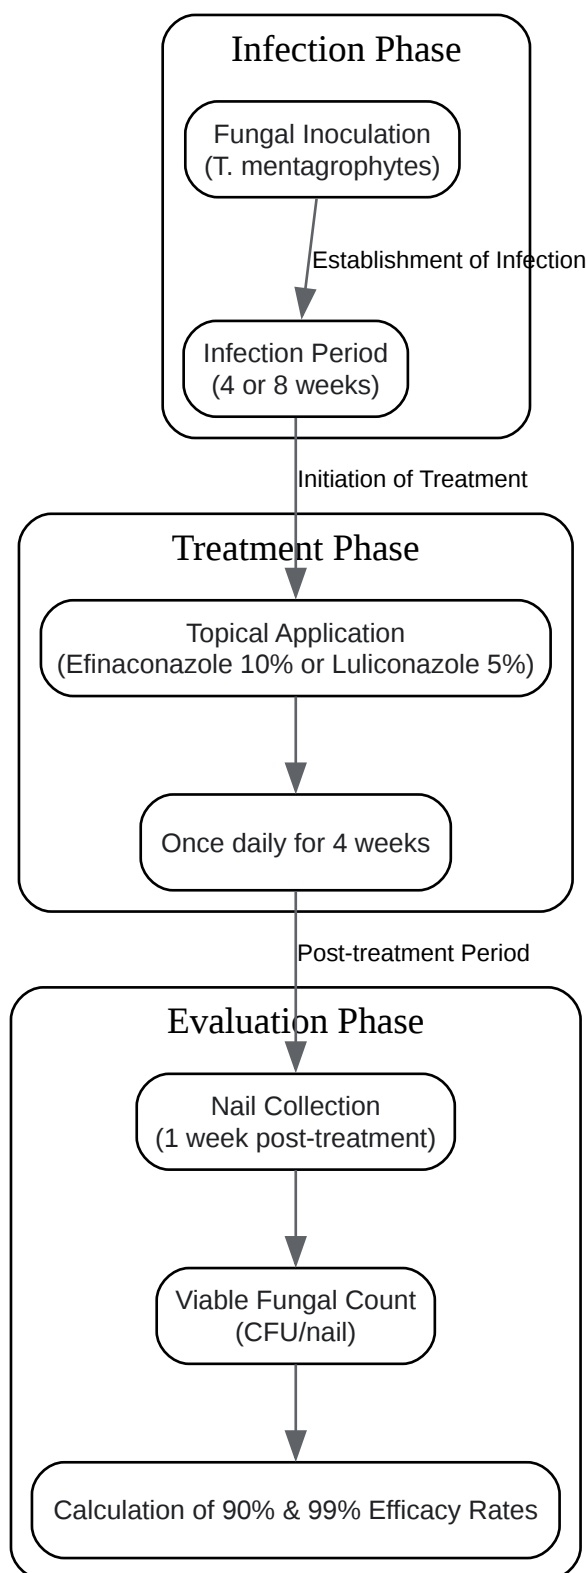 Infection Phase
Fungal Inoculation
(T. mentagrophytes)
Establishment of Infection
Infection Period
(4 or 8 weeks)
Initiation of Treatment
Treatment Phase
Topical Application
(Efinaconazole 10% or Luliconazole 5%)
Once daily for 4 weeks
Post-treatment Period
Evaluation Phase
Nail Collection
(1 week post-treatment)
Viable Fungal Count
(CFU/nail)
Calculation of 90% & 99% Efficacy Rates